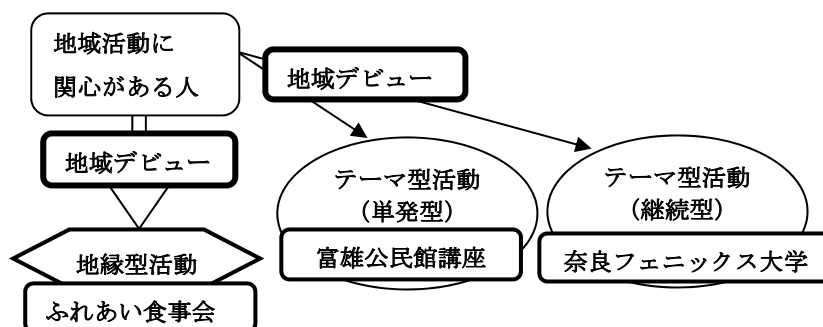 地域活動に
関心がある人
地域デビュー
地域デビュー
テーマ型活動
（単発型）
富雄公民館講座
テーマ型活動
（継続型）
奈良フェニックス大学
地縁型活動
ふれあい食事会